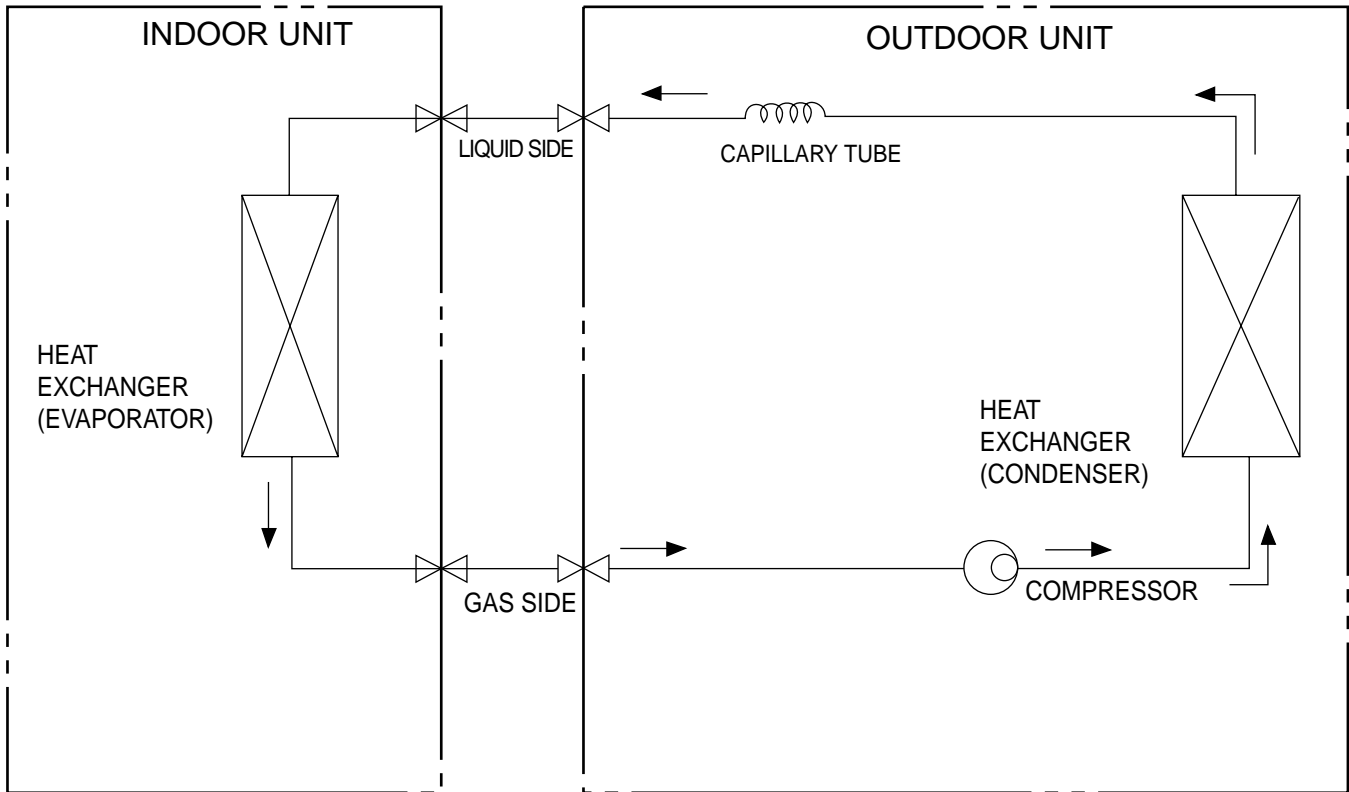 INDOOR UNIT
OUTDOOR UNIT
LIQUID SIDE
CAPILLARY TUBE
HEAT
EXCHANGER
(EVAPORATOR)
HEAT
EXCHANGER
(CONDENSER)
GAS SIDE
COMPRESSOR